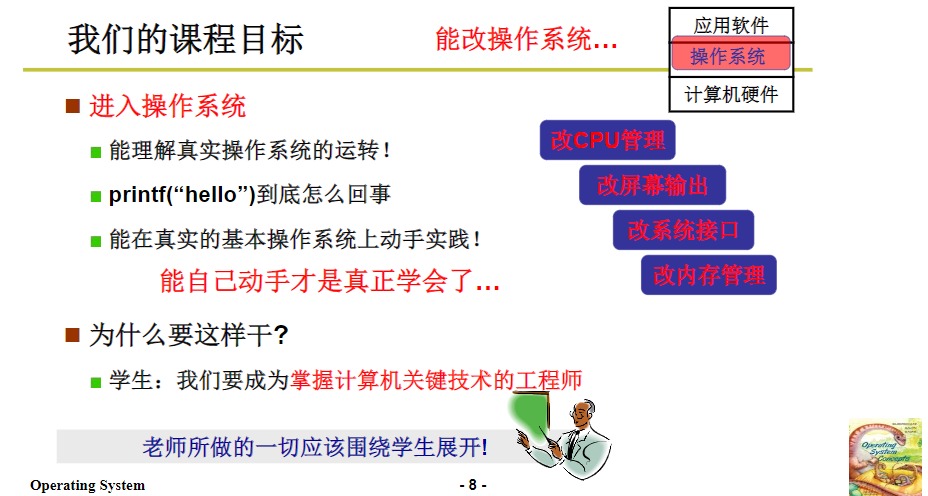 我们的课程目标
能改操作系统…
应用软件
操作系统
计算机硬件
进入操作系统
能理解真实操作系统的运转！
printf(“hello”)到底怎么回事
能在真实的基本操作系统上动手实践！
能自己动手才是真正学会了…
改CPU管理
改屏幕输出
改系统接口
改内存管理
为什么要这样干?
学生：我们要成为掌握计算机关键技术的工程师
老师所做的一切应该围绕学生展开!
Operating System
- 8 -
Operating
System
Concepts